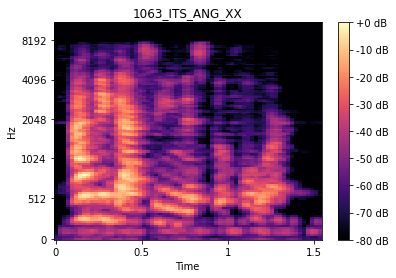 1063_ITS_ANG_XX
8192
4096
2048
1024
512
0
Hz
0
0.5
1
1.5
Time
+0 dB
-10 dB
-20 dB
-30 dB
-40 dB
-50 dB
-60 dB
-70 dB
-80 dB